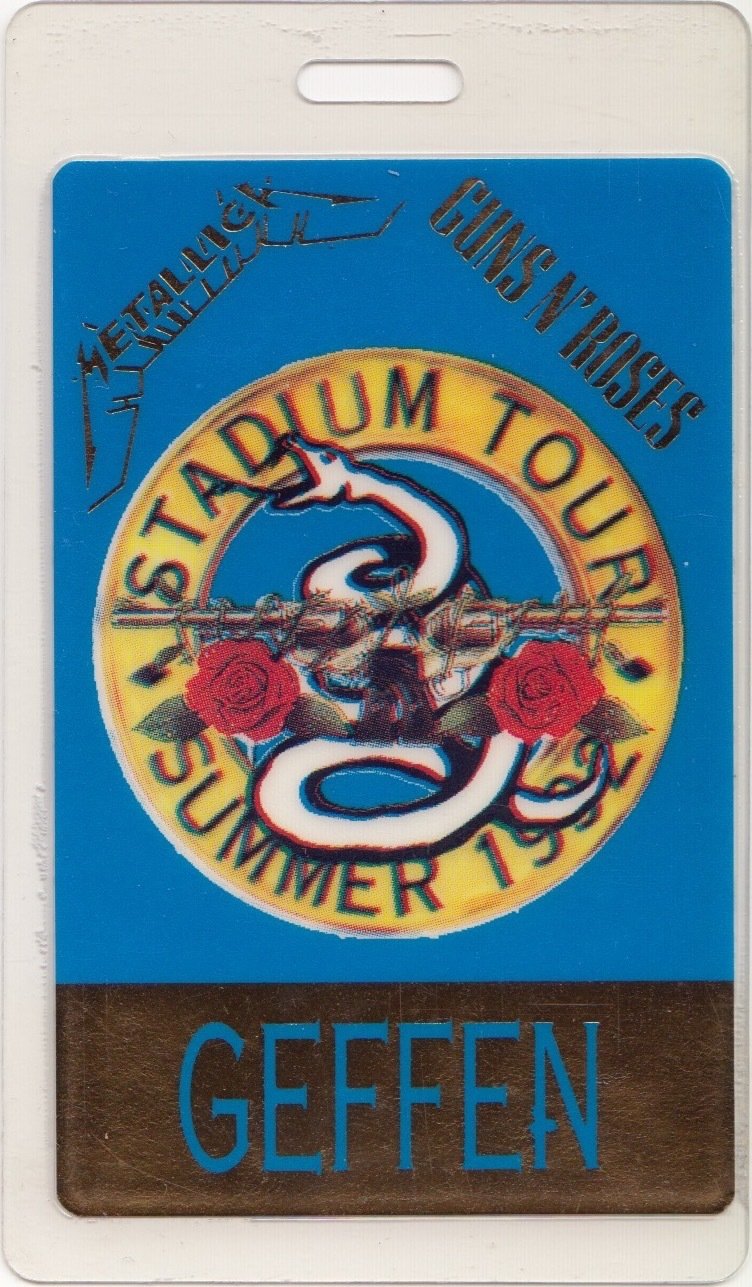 METALLICA
GUNS N' ROSES
STADIUM TOUR
SUMMER 1992
GEFFEN